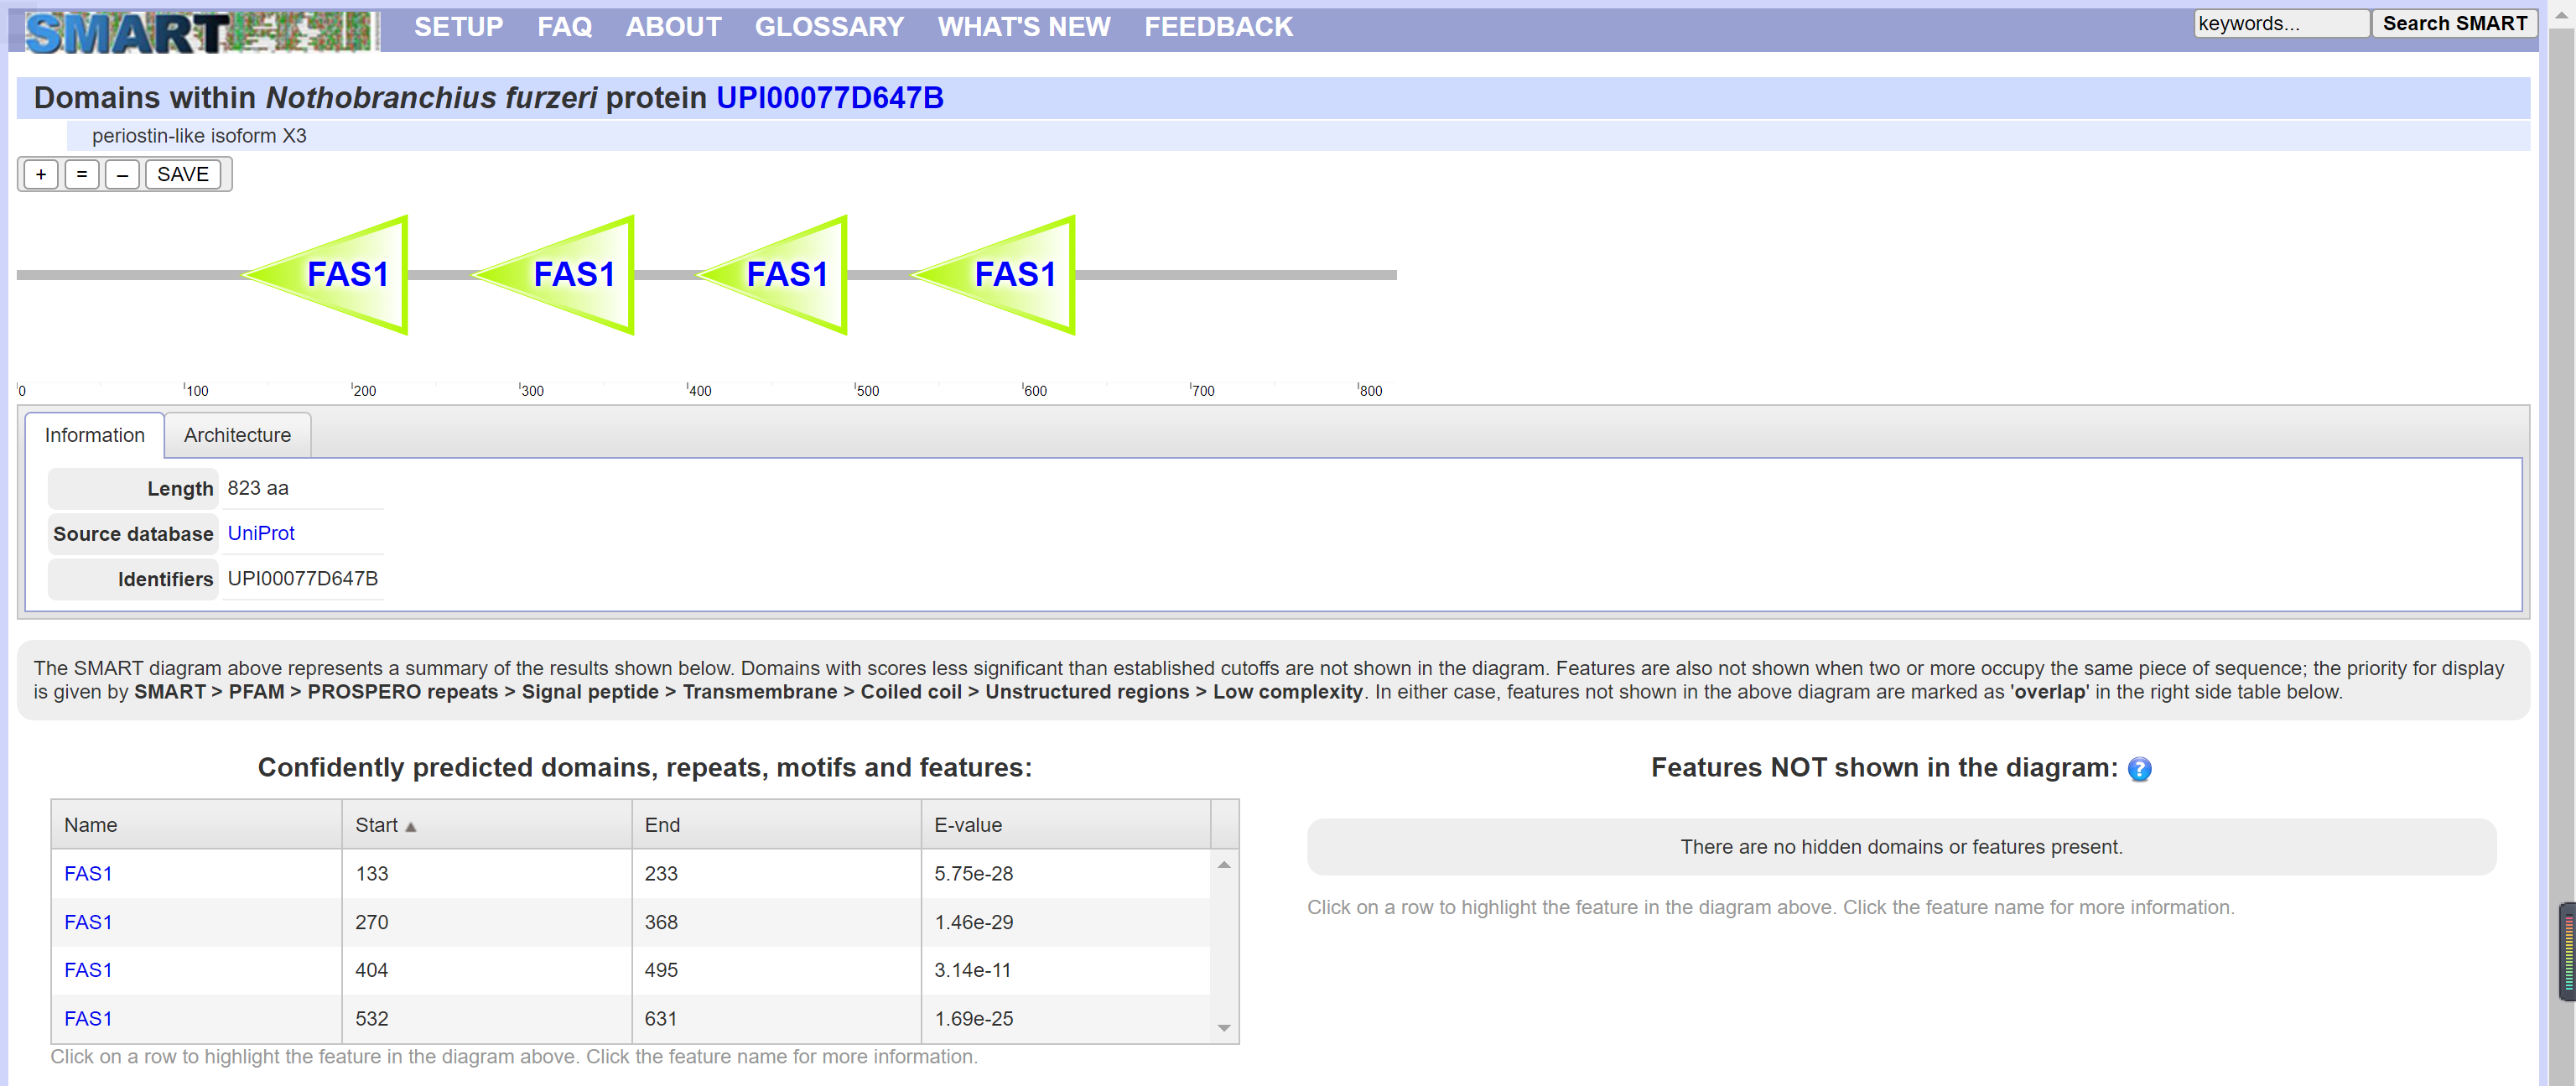 SMART
SETUP FAQ ABOUT GLOSSARY WHAT'S NEW FEEDBACK
keywords... Search SMART
Domains within Nothobranchius furzeri protein UPI00077D647B
periostin-like isoform X3
+ = – SAVE
FAS1 FAS1 FAS1 FAS1
0 100 200 300 400 500 600 700 800
Information Architecture
Length 823 aa
Source database UniProt
Identifiers UPI00077D647B
The SMART diagram above represents a summary of the results shown below. Domains with scores less significant than established cutoffs are not shown in the diagram. Features are also not shown when two or more occupy the same piece of sequence; the priority for display
is given by SMART > PFAM > PROSPERO repeats > Signal peptide > Transmembrane > Coiled coil > Unstructured regions > Low complexity. In either case, features not shown in the above diagram are marked as 'overlap' in the right side table below.
Confidently predicted domains, repeats, motifs and features:
Name Start End E-value
FAS1 133 233 5.75e-28
FAS1 270 368 1.46e-29
FAS1 404 495 3.14e-11
FAS1 532 631 1.69e-25
Click on a row to highlight the feature in the diagram above. Click the feature name for more information.
Features NOT shown in the diagram: ?
There are no hidden domains or features present.
Click on a row to highlight the feature in the diagram above. Click the feature name for more information.